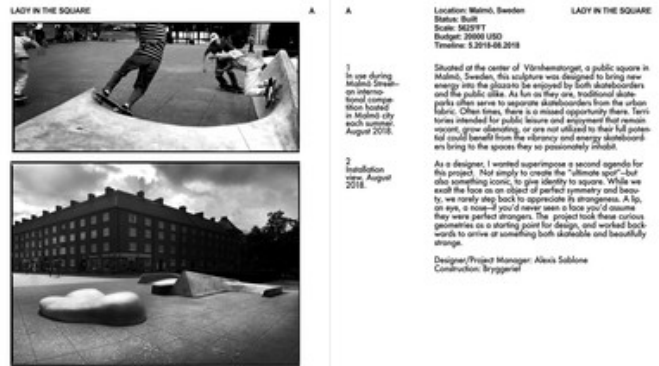 LADY IN THE SQUARE
A
A
Location: Malmö, Sweden
Status: Built
Scale: 5625²FT
Budget: 20000 USD
Timeline: 5.2018-08.2018
LADY IN THE SQUARE
1
In use during
Malmö Street–
an interna-
tional compe-
tition hosted
in Malmö city
each summer.
August 2018.
2
Installation
view. August
2018.
Situated at the center of Värnhemstorget, a public square in
Malmö, Sweden, this sculpture was designed to bring new
energy into the plaza-to be enjoyed by both skateboarders
and the public alike. As fun as they are, traditional skate-
parks often serve to separate skateboarders from the urban
fabric. Often times, there is a missed opportunity there. Terri-
tories intended for public leisure and enjoyment that remain
vacant, grow alienating, or are not utilized to their full poten-
tial could benefit from the vibrancy and energy skateboard-
ers bring to the spaces they so passionately inhabit.
As a designer, I wanted superimpose a second agenda for
this project. Not simply to create the "ultimate spot"–but
also something iconic, to give identity to square. While we
exalt the face as an object of perfect symmetry and beau-
ty, we rarely step back to appreciate its strangeness. A lip,
an eye, a nose–if you'd never seen a face you'd assume
they were perfect strangers. The project took these curious
geometries as a starting point for design, and worked back-
wards to arrive at something both skateable and beautifully
strange.
Designer/Project Manager: Alexis Sablone
Construction: Bryggeriet